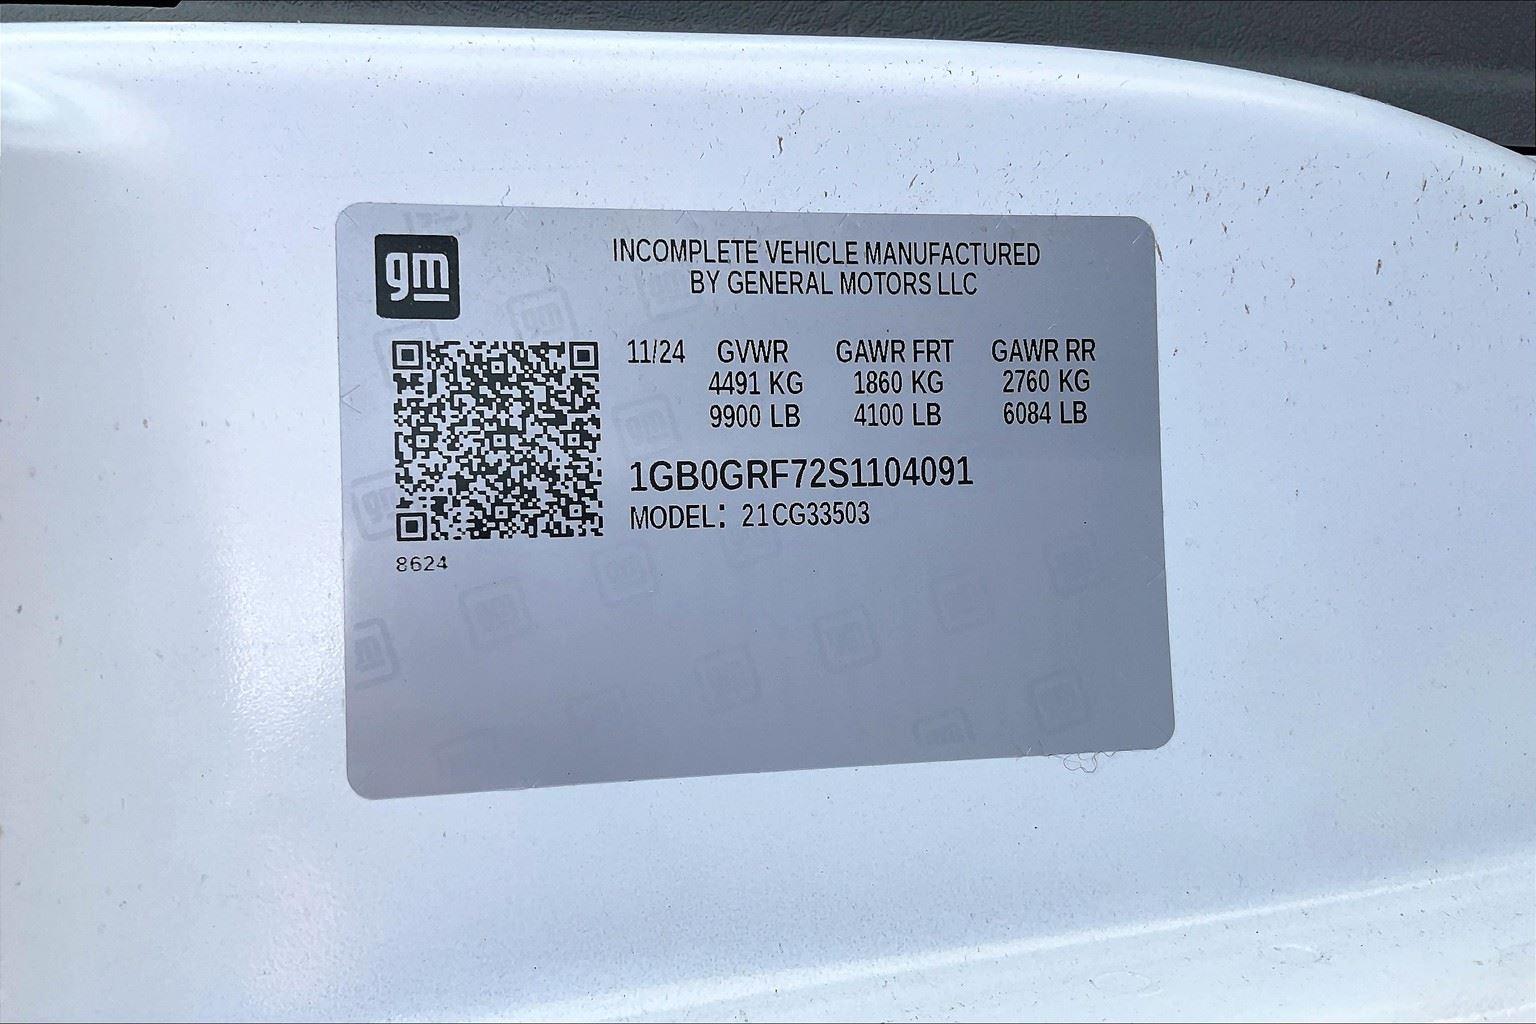 gm
INCOMPLETE VEHICLE MANUFACTURED
BY GENERAL MOTORS LLC
11/24 GVWR GAWR FRT GAWR RR
4491 KG 1860 KG 2760 KG
9900 LB 4100 LB 6084 LB
1GB0GRF72S1104091
MODEL: 21CG33503
8624